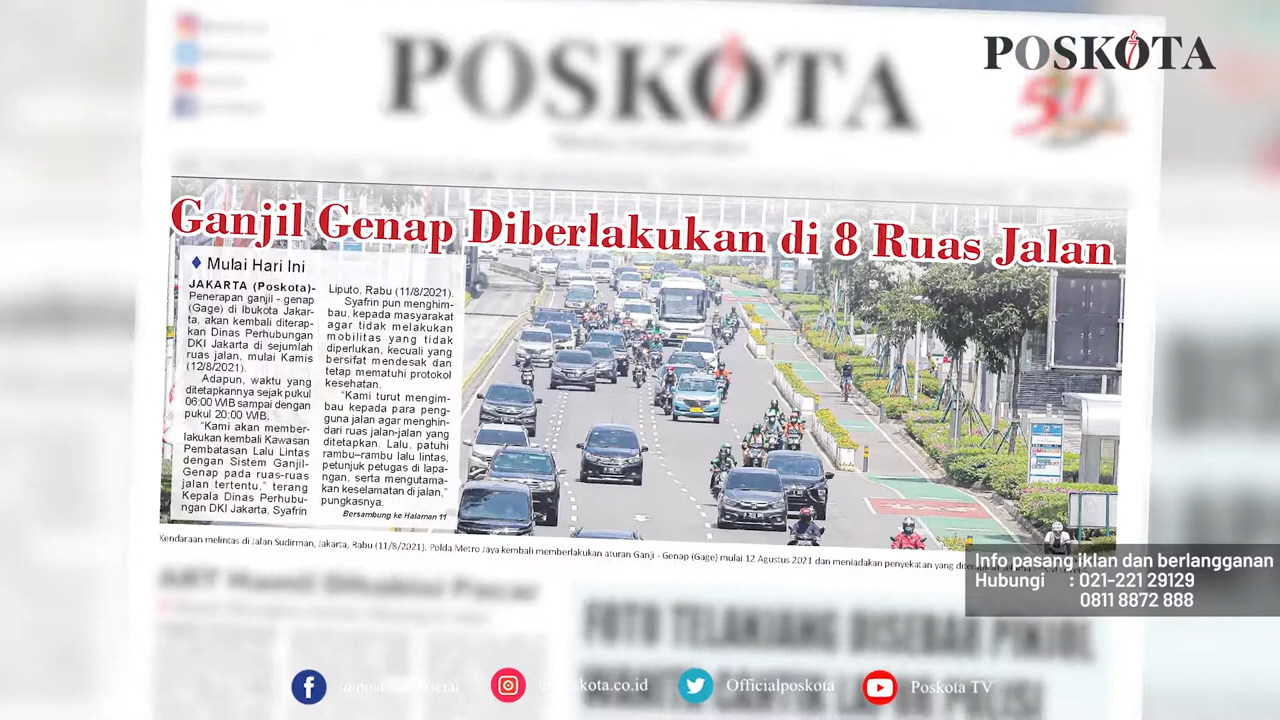 POSKOTA
POSKOTA
51
Ganjil Genap Diberlakukan di 8 Ruas Jalan
Mulai Hari Ini
JAKARTA (Poskota)-
Penerapan ganjil - genap
(Gage) di Ibukota Jakar-
ta, akan kembali diterap-
kan Dinas Perhubungan
DKI Jakarta di sejumlah
ruas jalan, mulai Kamis
(12/8/2021).
Adapun, waktu yang
ditetapkannya sejak pukul
06:00 WIB sampai dengan
pukul 20:00 WIB
"Kami akan member-
lakukan kembali Kawasan
Pembatasan Lalu Lintas
dengan Sistem Ganjil-
Genap pada ruas-ruas
jalan tertentu," terang
Kepala Dinas Perhubu-
ngan DKI Jakarta, Syafrin
Liputo, Rabu (11/8/2021).
Syafrin pun menghim-
bau, kepada masyarakat
agar tidak melakukan
mobilitas yang tidak
diperlukan, kecuali yang
bersifat mendesak dan
tetap mematuhi protokol
kesehatan.
"Kami turut mengim-
bau kepada para peng-
guna jalan agar menghin-
dari ruas jalan-jalan yang
ditetapkan. Lalu, patuhi
rambu-rambu lalu lintas,
petunjuk petugas di lapa-
ngan, serta mengutama-
kan keselamatan di jalan,"
pungkasnya.
Bersambung ke Halaman 11
Kendaraan melintas di Jalan Sudirman, Jakarta, Rabu (11/8/2021). Polda Metro Jaya kembali memberlakukan aturan Ganji - Genap (Gage) mulai 12 Agustus 2021 dan meniadakan penyekatan yang
Info pasang iklan dan berlangganan
Hubungi : 021-221 29129
0811 8872 888
FOTO TELANJANG DISEBAR PINJOL
Officialposkota
Poskota TV